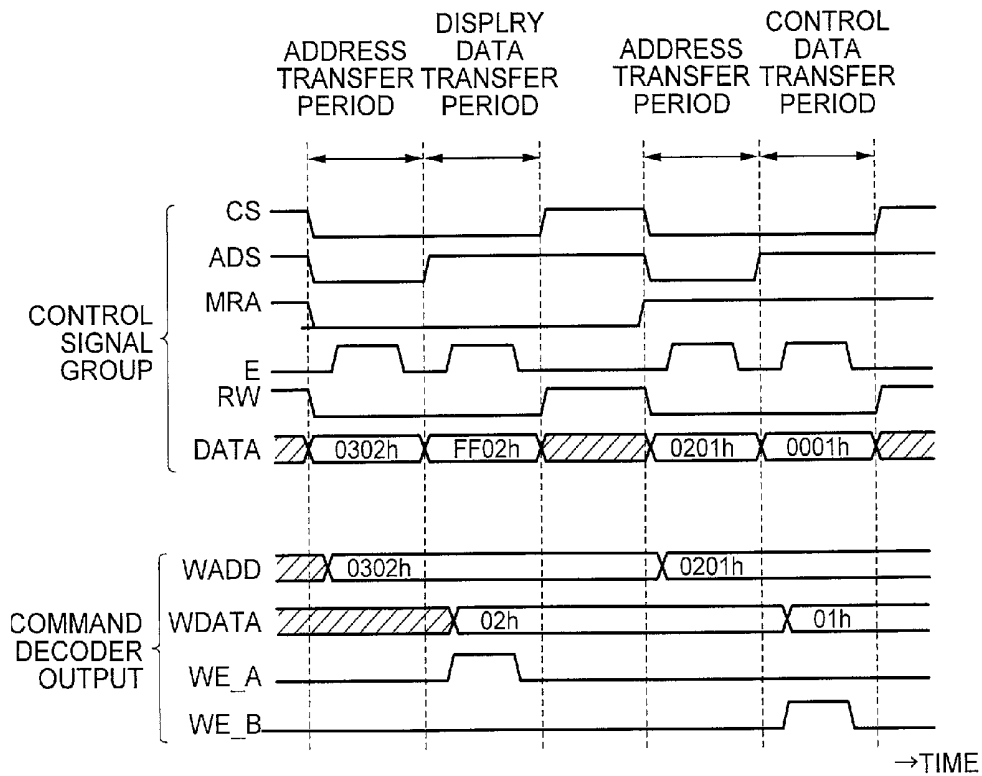 ADDRESS
TRANSFER
PERIOD
DISPLRY
DATA
TRANSFER
PERIOD
ADDRESS
TRANSFER
PERIOD
CONTROL
DATA
TRANSFER
PERIOD
CONTROL
SIGNAL
GROUP
CS
ADS
MRA
E
RW
DATA
0302h
FF02h
0201h
0001h
COMMAND
DECODER
OUTPUT
WADD
0302h
0201h
WDATA
02h
01h
WE_A
WE_B
→TIME